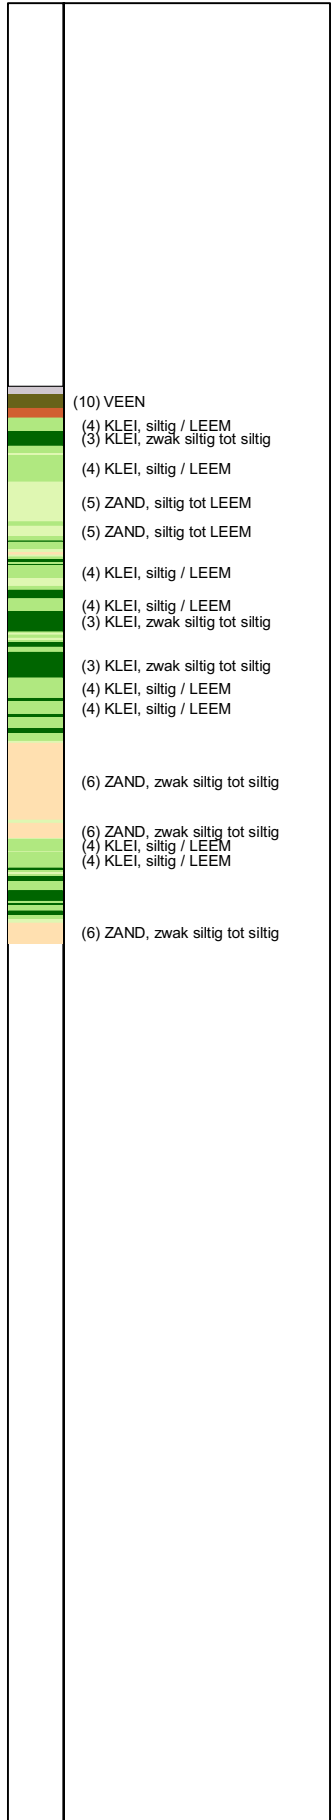 (10) VEEN
(4) KLEI, siltig / LEEM
(3) KLEI, zwak siltig tot siltig
(4) KLEI, siltig / LEEM
(5) ZAND, siltig tot LEEM
(5) ZAND, siltig tot LEEM
(4) KLEI, siltig / LEEM
(4) KLEI, siltig / LEEM
(3) KLEI, zwak siltig tot siltig
(3) KLEI, zwak siltig tot siltig
(4) KLEI, siltig / LEEM
(4) KLEI, siltig / LEEM
(6) ZAND, zwak siltig tot siltig
(6) ZAND, zwak siltig tot siltig
(4) KLEI, siltig / LEEM
(4) KLEI, siltig / LEEM
(6) ZAND, zwak siltig tot siltig